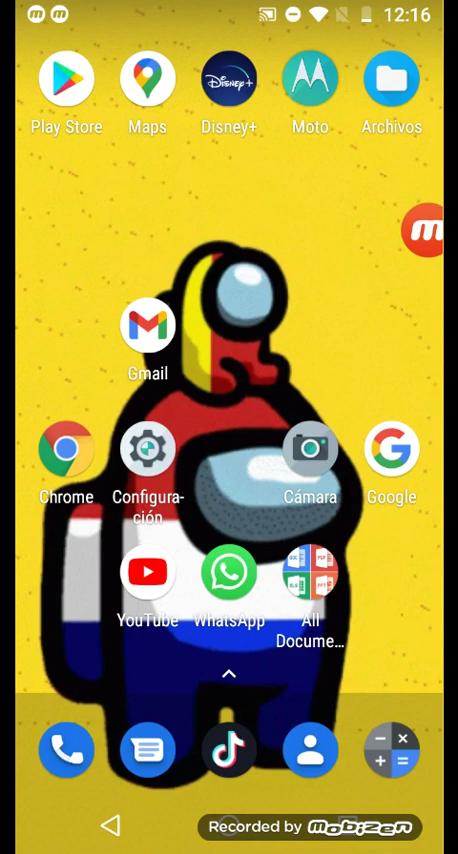 12:16
Play Store Maps Disney+ Moto Archivos
Gmail
Chrome Configura-
ción Cámara Google
YouTube WhatsApp All
Docume...
Recorded by mobizen